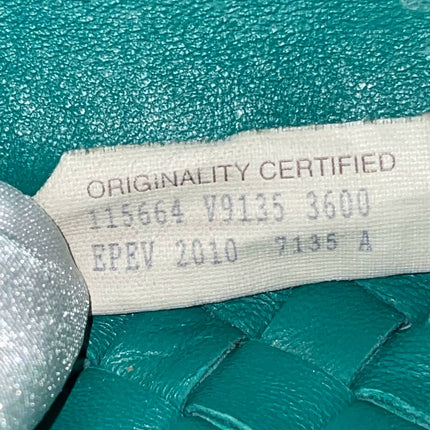 ORIGINALITY CERTIFIED
115664 V9135 3600
EPEV 2010 7135 A